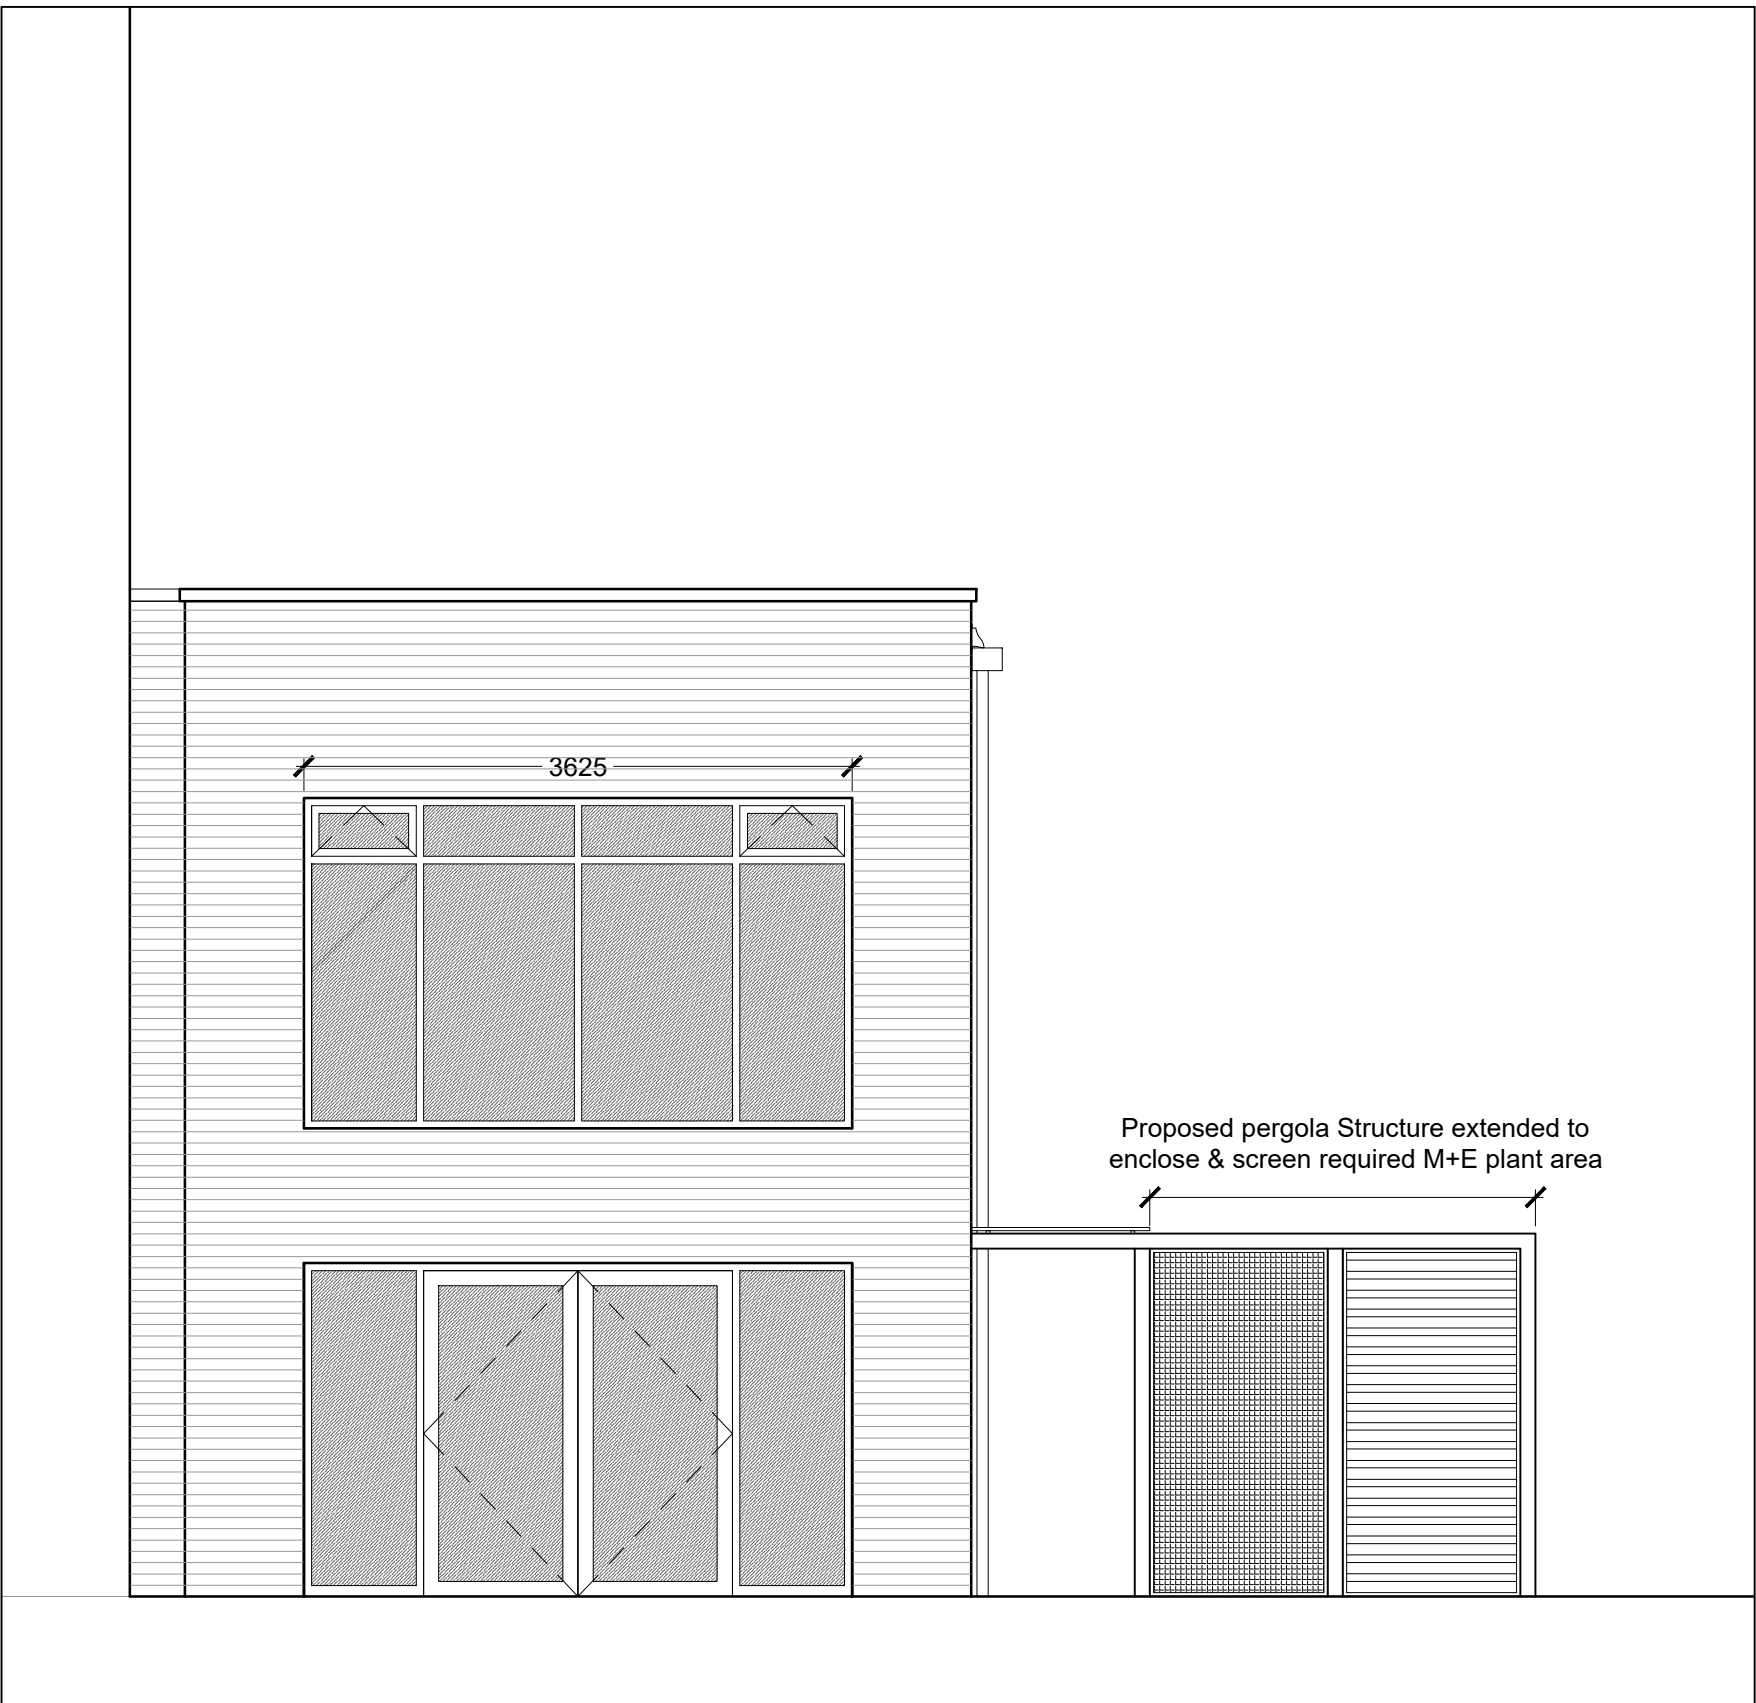 3625
Proposed pergola Structure extended to
enclose & screen required M+E plant area